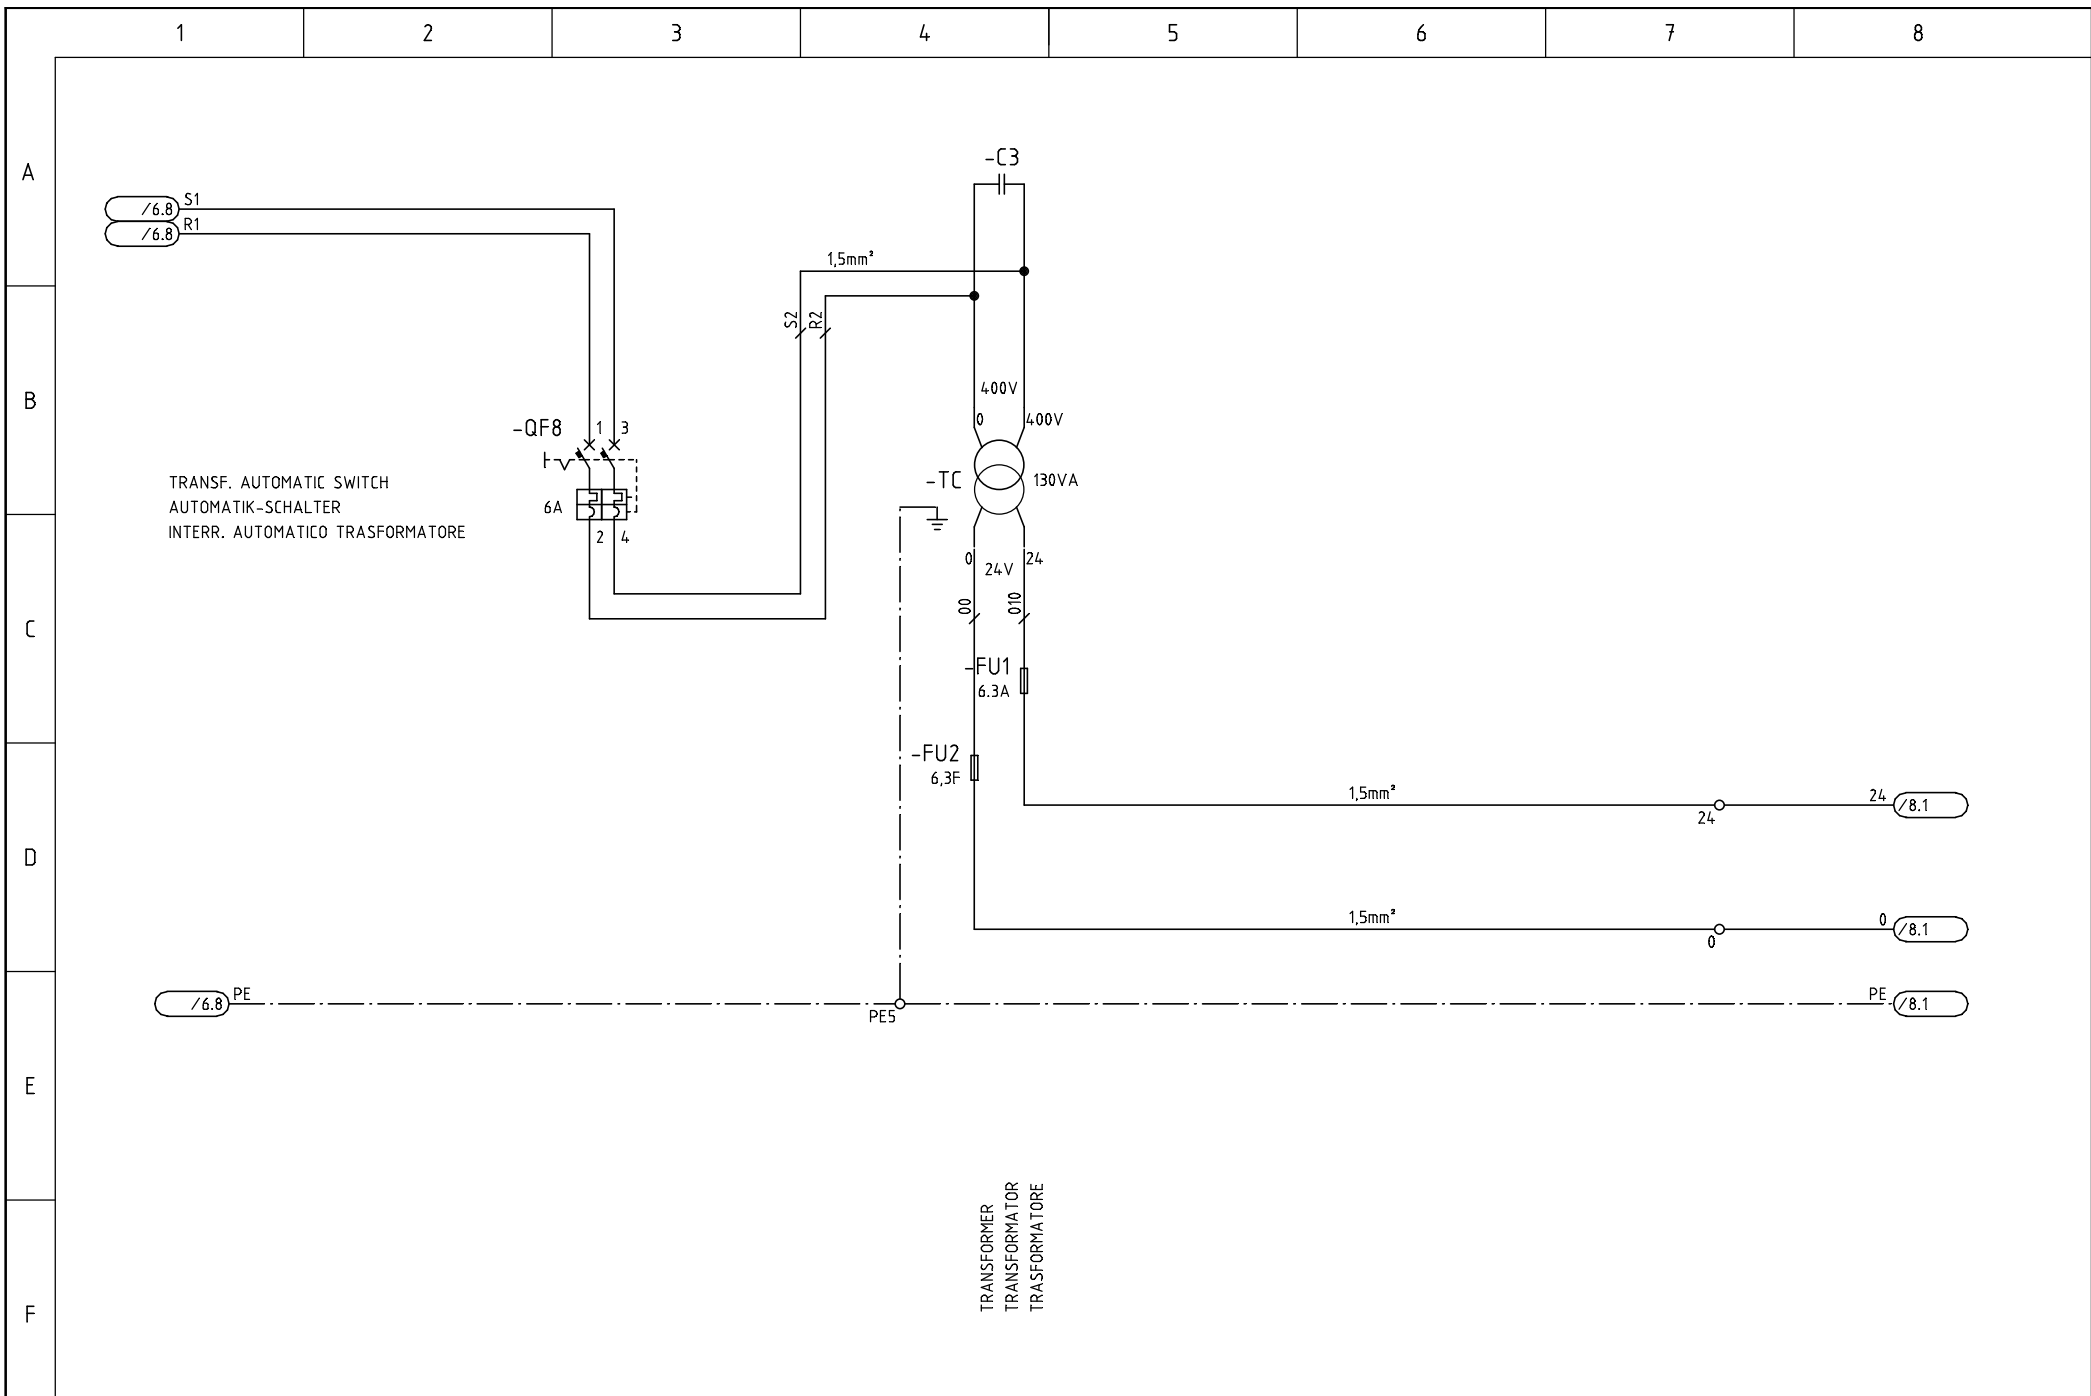 1 2 3 4 5 6 7 8
A
-C3
/6.8 S1
/6.8 R1
1,5mm²
S2 R2
B
400V
0 400V
-QF8 1 3
-TC 130VA
TRANSF. AUTOMATIC SWITCH
AUTOMATIK-SCHALTER
INTERR. AUTOMATICO TRASFORMATORE
6A
2 4
0 24V 24
00 010
C
-FU1
6.3A
-FU2
6,3F
1,5mm²
24 /8.1
24
D
1,5mm²
0 /8.1
0
/6.8 PE
PE /8.1
PE5
E
TRANSFORMER
TRANSFORMATOR
TRASFORMATORE
F